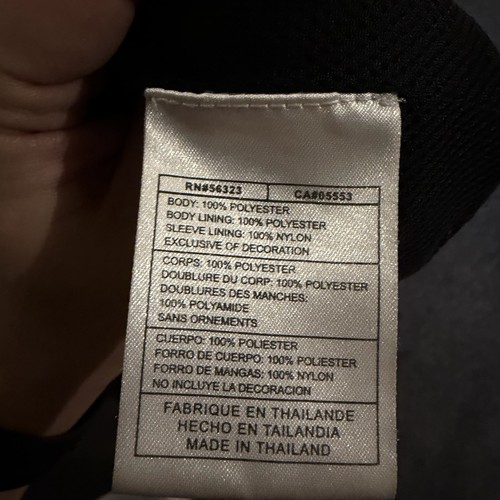 RN#56323 CA#05553
BODY: 100% POLYESTER
BODY LINING: 100% POLYESTER
SLEEVE LINING: 100% NYLON
EXCLUSIVE OF DECORATION
CORPS: 100% POLYESTER
DOUBLURE DU CORP: 100% POLYESTER
DOUBLURES DES MANCHES:
100% POLYAMIDE
SANS ORNEMENTS
CUERPO: 100% POLIESTER
FORRO DE CUERPO: 100% POLIESTER
FORRO DE MANGAS: 100% NYLON
NO INCLUYE LA DECORACION
FABRIQUE EN THAILANDE
HECHO EN TAILANDIA
MADE IN THAILAND